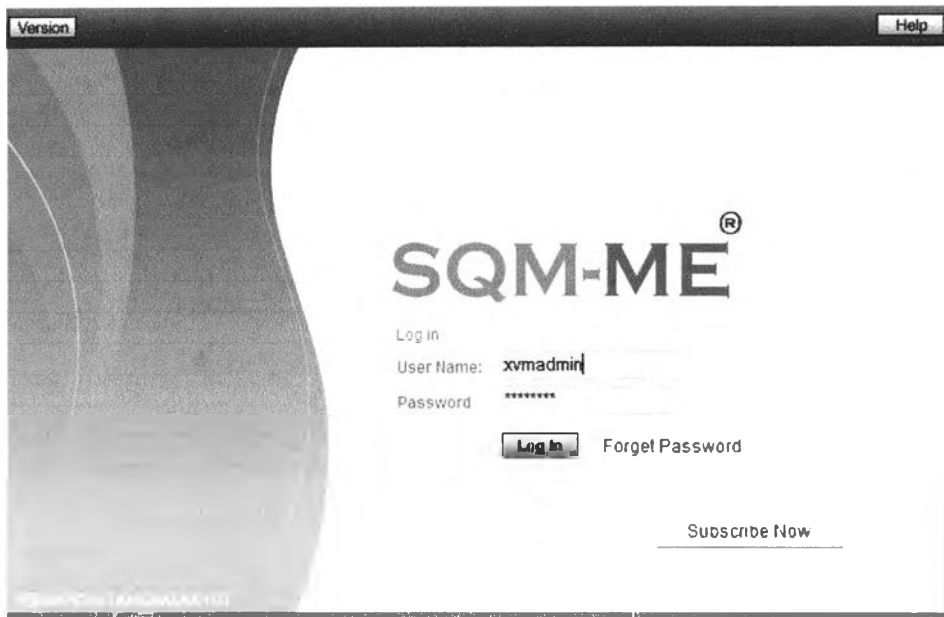 Version
Help
SQM-ME®
Log in
User Name: xvmadmin
Password ********
Log In Forget Password
Subscribe Now